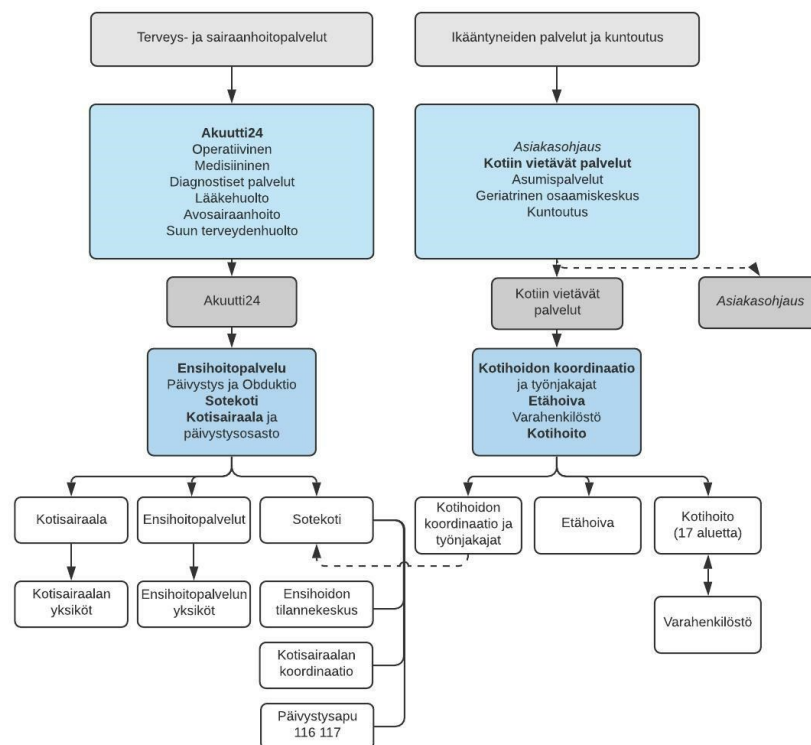 Terveys- ja sairaanhoitopalvelut
Ikääntyneiden palvelut ja kuntoutus
Akuutti24
Operatiivinen
Medisiininen
Diagnostiset palvelut
Lääkehuolto
Avosairaanhoito
Suun terveydenhuolto
Asiakasohjaus
Kotiin vietävät palvelut
Asumispalvelut
Geriatrinen osaamiskeskus
Kuntoutus
Akuutti24
Kotiin vietävät
palvelut
Asiakasohjaus
Ensihoitopalvelu
Päivystys ja Obduktio
Sotekoti
Kotisairaala ja
päivystysosasto
Kotihoidon koordinaatio
ja työnjakajat
Etähoiva
Varahenkilöstö
Kotihoito
Kotisairaala
Ensihoitopalvelut
Sotekoti
Kotihoidon
koordinaatio ja
työnjakajat
Etähoiva
Kotihoito
(17 aluetta)
Kotisairaalan
yksiköt
Ensihoitopalvelun
yksiköt
Ensihoidon
tilannekeskus
Varahenkilöstö
Kotisairaalan
koordinaatio
Päivystysapu
116 117